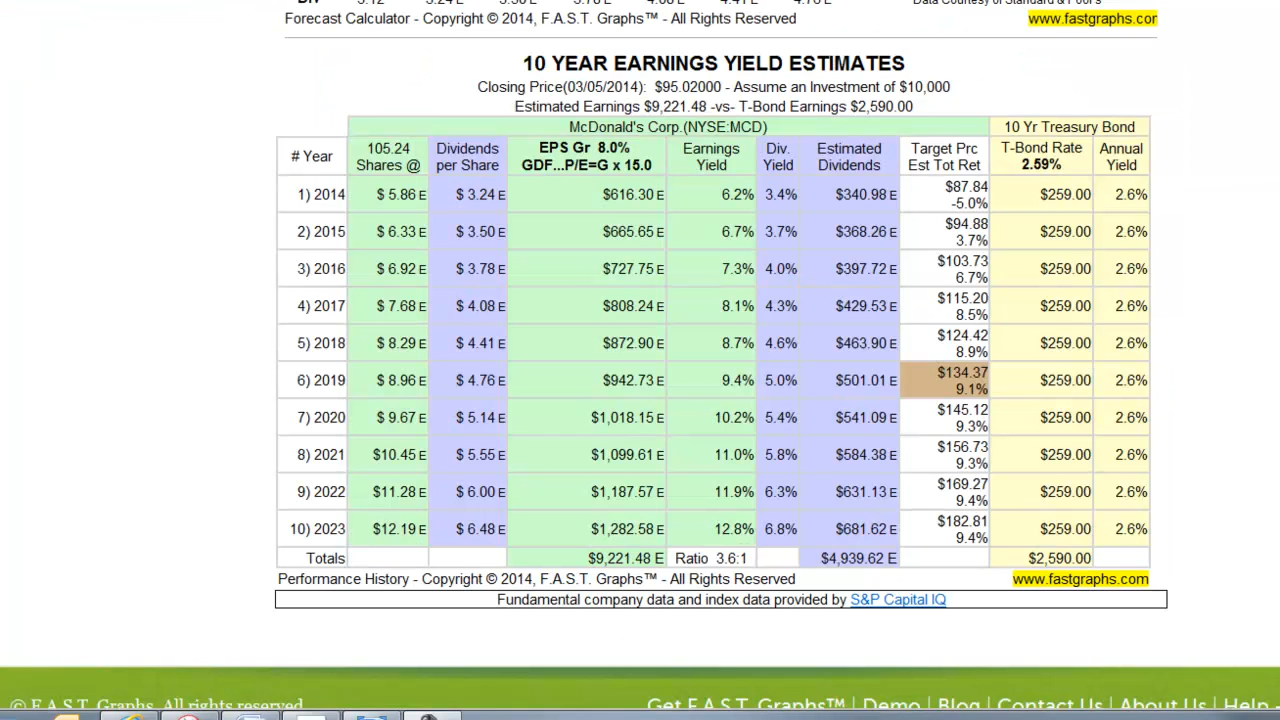 Forecast Calculator - Copyright © 2014, F.A.S.T. Graphs™ - All Rights Reserved www.fastgraphs.cor
10 YEAR EARNINGS YIELD ESTIMATES
Closing Price(03/05/2014): $95.02000 - Assume an Investment of $10,000
Estimated Earnings $9,221.48 -vs- T-Bond Earnings $2,590.00
McDonald's Corp.(NYSE:MCD) 10 Yr Treasury Bond
# Year 105.24 Shares @ Dividends per Share EPS Gr 8.0% GDF...P/E=G x 15.0 Earnings Yield Div. Yield Estimated Dividends Target Prc Est Tot Ret T-Bond Rate 2.59% Annual Yield
1) 2014 $ 5.86 E $ 3.24 E $616.30 E 6.2% 3.4% $340.98 E $87.84 -5.0% $259.00 2.6%
2) 2015 $ 6.33 E $ 3.50 E $665.65 E 6.7% 3.7% $368.26 E $94.88 3.7% $259.00 2.6%
3) 2016 $ 6.92 E $ 3.78 E $727.75 E 7.3% 4.0% $397.72 E $103.73 6.7% $259.00 2.6%
4) 2017 $ 7.68 E $ 4.08 E $808.24 E 8.1% 4.3% $429.53 E $115.20 8.5% $259.00 2.6%
5) 2018 $ 8.29 E $ 4.41 E $872.90 E 8.7% 4.6% $463.90 E $124.42 8.9% $259.00 2.6%
6) 2019 $ 8.96 E $ 4.76 E $942.73 E 9.4% 5.0% $501.01 E $134.37 9.1% $259.00 2.6%
7) 2020 $ 9.67 E $ 5.14 E $1,018.15 E 10.2% 5.4% $541.09 E $145.12 9.3% $259.00 2.6%
8) 2021 $10.45 E $ 5.55 E $1,099.61 E 11.0% 5.8% $584.38 E $156.73 9.3% $259.00 2.6%
9) 2022 $11.28 E $ 6.00 E $1,187.57 E 11.9% 6.3% $631.13 E $169.27 9.4% $259.00 2.6%
10) 2023 $12.19 E $ 6.48 E $1,282.58 E 12.8% 6.8% $681.62 E $182.81 9.4% $259.00 2.6%
Totals $9,221.48 E Ratio 3.6:1 $4,939.62 E $2,590.00
Performance History - Copyright © 2014, F.A.S.T. Graphs™ - All Rights Reserved www.fastgraphs.com
Fundamental company data and index data provided by S&P Capital IQ
© F.A.S.T. Graphs. All rights reserved. Get F.A.S.T. Graphs™ | Demo | Blog | Contact Us | About Us | Help